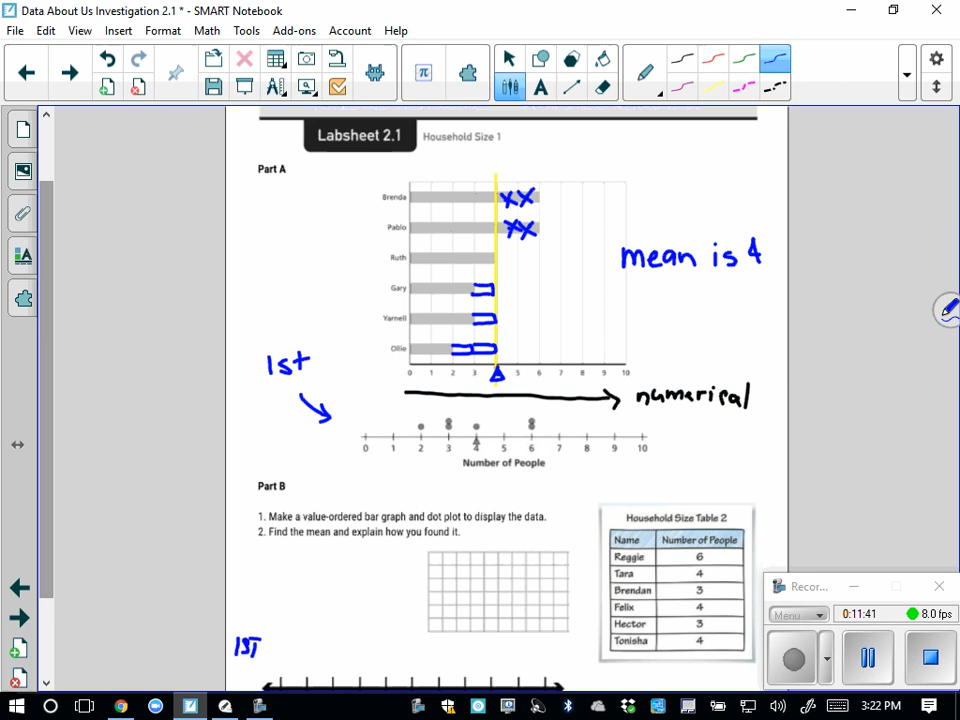 Data About Us Investigation 2.1 * - SMART Notebook
File Edit View Insert Format Math Tools Add-ons Account Help
π
A
Labsheet 2.1 Household Size 1
Part A
Brenda
Pablo
Ruth
Gary
Yarnell
Ollie
0 1 2 3 5 6 7 8 9 10
mean is 4
1st
numerical
0 1 2 3 4 5 6 7 8 9 10
Number of People
Part B
1. Make a value-ordered bar graph and dot plot to display the data.
2. Find the mean and explain how you found it.
Household Size Table 2
Name Number of People
Reggie 6
Tara 4
Brendan 3
Felix 4
Hector 3
Tonisha 4
1ST
Recor...
Menu 0:11:41 8.0 fps
3:22 PM